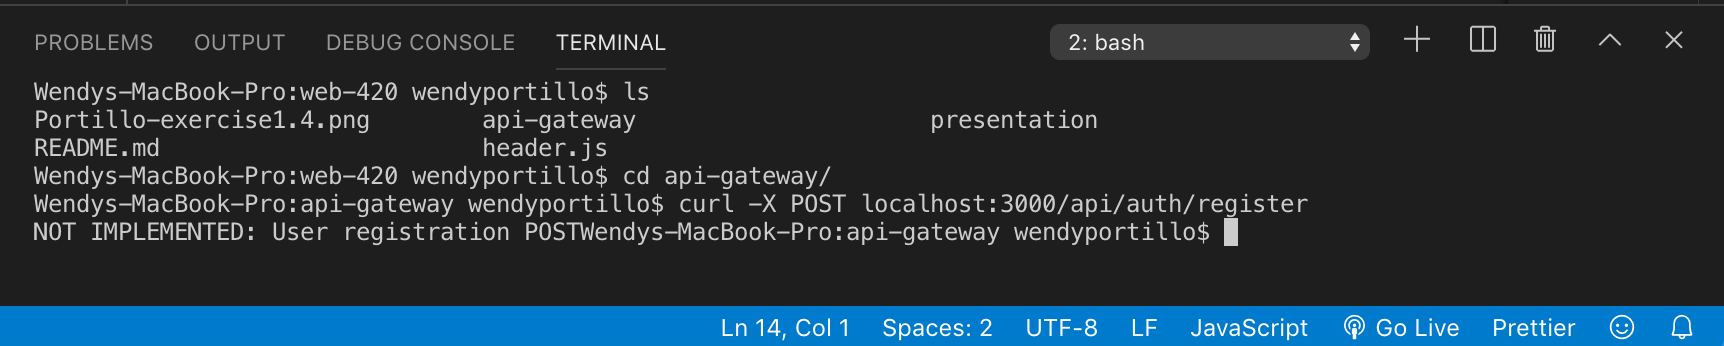 PROBLEMS OUTPUT DEBUG CONSOLE TERMINAL 2: bash
Wendys-MacBook-Pro:web-420 wendyportillo$ ls
Portillo-exercise1.4.png api-gateway presentation
README.md header.js
Wendys-MacBook-Pro:web-420 wendyportillo$ cd api-gateway/
Wendys-MacBook-Pro:api-gateway wendyportillo$ curl -X POST localhost:3000/api/auth/register
NOT IMPLEMENTED: User registration POSTWendys-MacBook-Pro:api-gateway wendyportillo$
Ln 14, Col 1 Spaces: 2 UTF-8 LF JavaScript Go Live Prettier